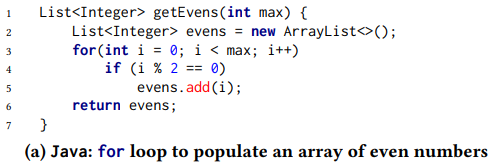 1 List<Integer> getEvens(int max) {
2 List<Integer> evens = new ArrayList<>();
3 for(int i = 0; i < max; i++)
4 if (i % 2 == 0)
5 evens.add(i);
6 return evens;
7 }
(a) Java: for loop to populate an array of even numbers